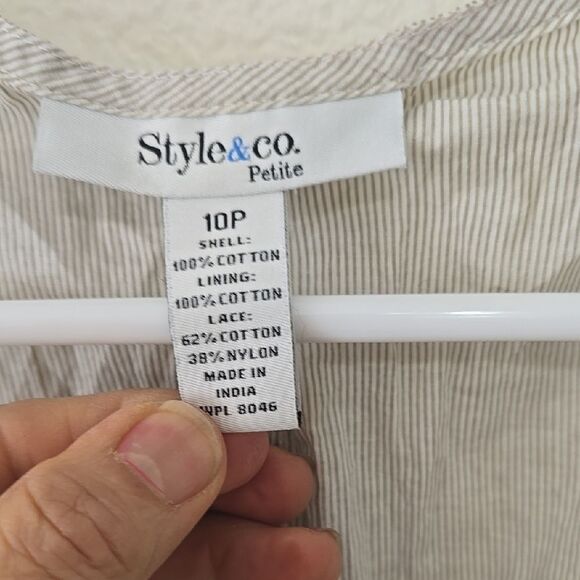 Style&co.
Petite
10P
SHELL:
100% COTTON
LINING:
100% COTTON
LACE:
62% COTTON
38% NYLON
MADE IN
INDIA
WPL 8046